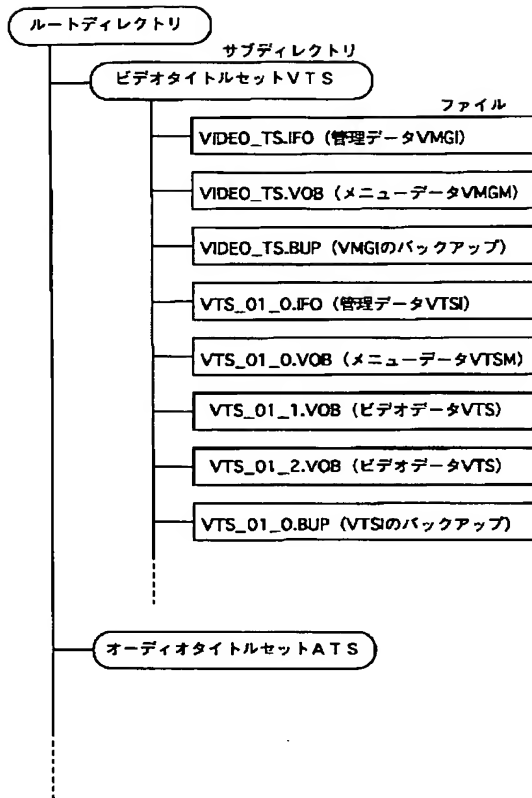 ルートディレクトリ
サブディレクトリ
ビデオタイトルセットVTS
ファイル
VIDEO_TS.IFO (管理データVMGI)
VIDEO_TS.VOB (メニューデータVMGM)
VIDEO_TS.BUP (VMGIのバックアップ)
VTS_01_0.IFO (管理データVTSI)
VTS_01_0.VOB (メニューデータVTSM)
VTS_01_1.VOB (ビデオデータVTS)
VTS_01_2.VOB (ビデオデータVTS)
VTS_01_0.BUP (VTSIのバックアップ)
オーディオタイトルセットATS